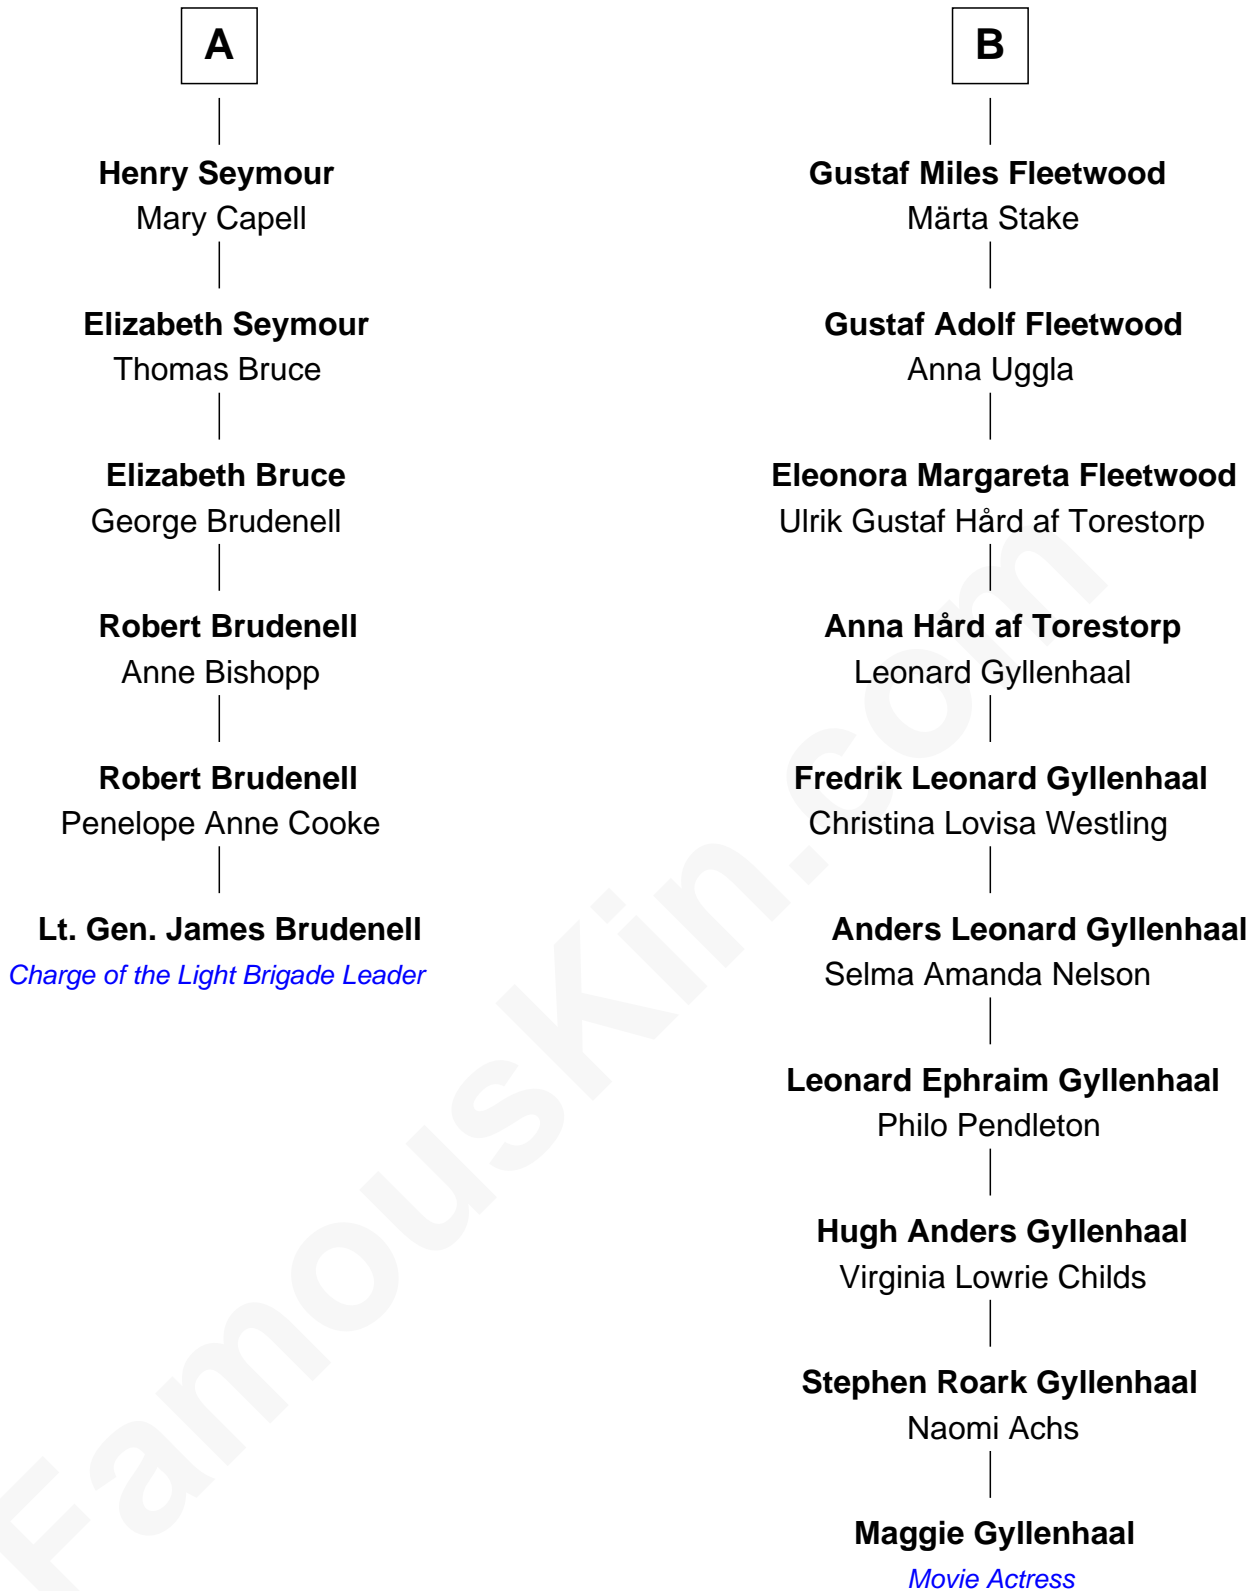 A
Henry Seymour
Mary Capell
Elizabeth Seymour
Thomas Bruce
Elizabeth Bruce
George Brudenell
Robert Brudenell
Anne Bishopp
Robert Brudenell
Penelope Anne Cooke
Lt. Gen. James Brudenell
Charge of the Light Brigade Leader
B
Gustaf Miles Fleetwood
Märta Stake
Gustaf Adolf Fleetwood
Anna Uggla
Eleonora Margareta Fleetwood
Ulrik Gustaf Hård af Torestorp
Anna Hård af Torestorp
Leonard Gyllenhaal
Fredrik Leonard Gyllenhaal
Christina Lovisa Westling
Anders Leonard Gyllenhaal
Selma Amanda Nelson
Leonard Ephraim Gyllenhaal
Philo Pendleton
Hugh Anders Gyllenhaal
Virginia Lowrie Childs
Stephen Roark Gyllenhaal
Naomi Achs
Maggie Gyllenhaal
Movie Actress
FamousKin.com